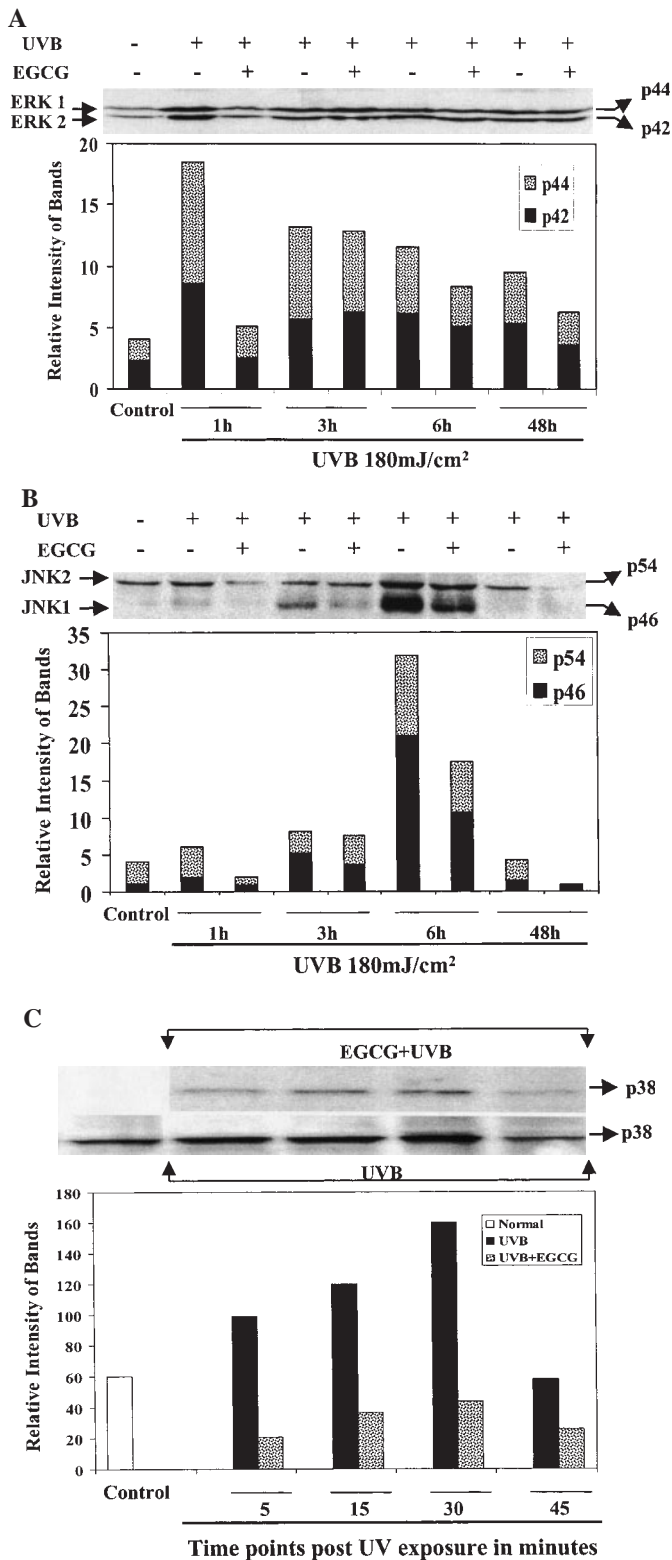 A
UVB - + + + + + + + +
EGCG - - + - + - + - +
ERK 1 p44
ERK 2 p42
Relative Intensity of Bands
20
15
10
5
0
p44
p42
Control 1h 3h 6h 48h
UVB 180mJ/cm²
B
UVB - + + + + + + + +
EGCG - - + - + - + - +
JNK2 p54
JNK1 p46
Relative Intensity of Bands
35
30
25
20
15
10
5
0
p54
p46
Control 1h 3h 6h 48h
UVB 180mJ/cm²
C
EGCG+UVB
p38
p38
UVB
Relative Intensity of Bands
180
160
140
120
100
80
60
40
20
0
Normal
UVB
UVB+EGCG
Control 5 15 30 45
Time points post UV exposure in minutes